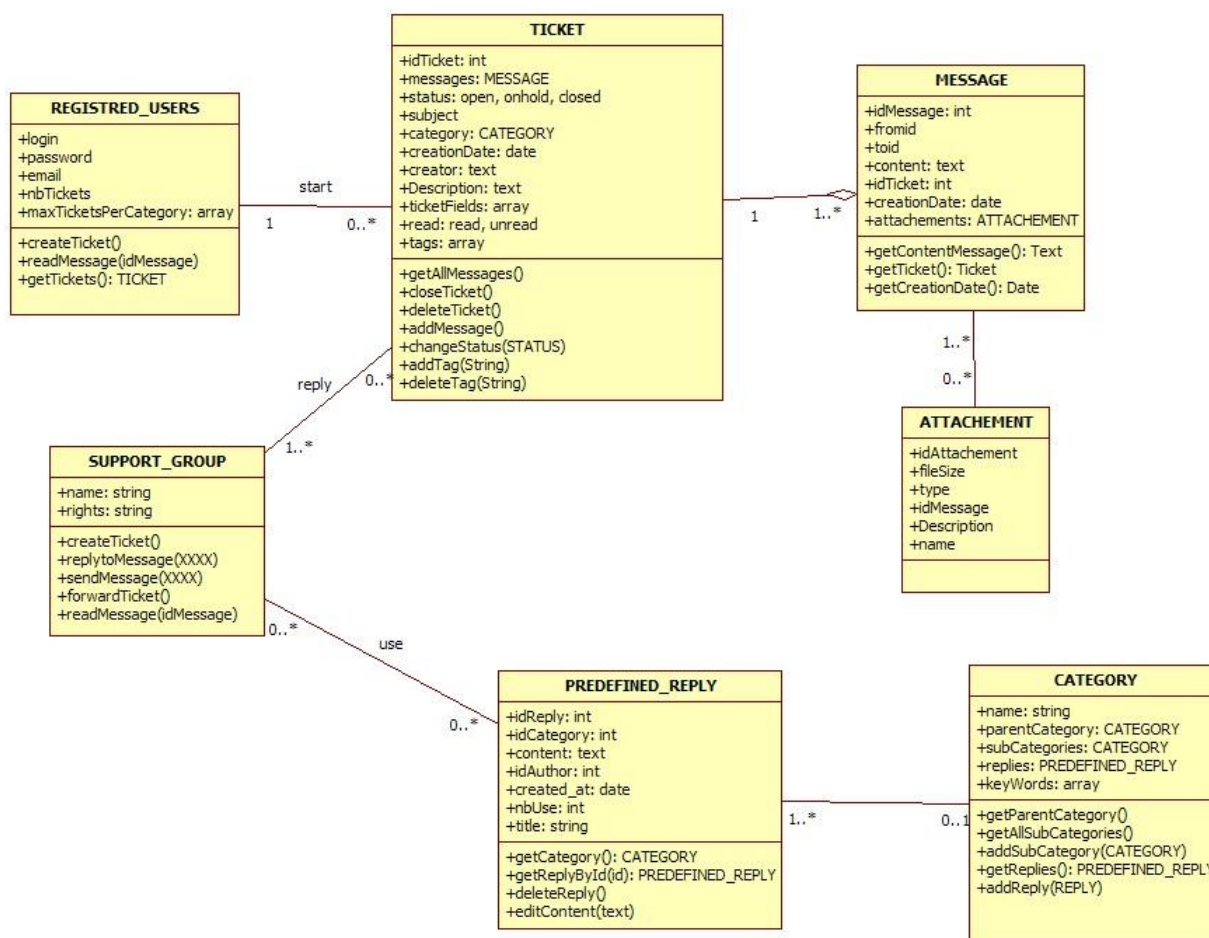 TICKET
+idTicket: int
+messages: MESSAGE
+status: open, onhold, closed
+subject
+category: CATEGORY
+creationDate: date
+creator: text
+Description: text
+ticketFields: array
+read: read, unread
+tags: array
+getAllMessages()
+closeTicket()
+deleteTicket()
+addMessage()
+changeStatus(STATUS)
+addTag(String)
+deleteTag(String)
REGISTRED_USERS
+login
+password
+email
+nbTickets
+maxTicketsPerCategory: array
+createTicket()
+readMessage(idMessage)
+getTickets(): TICKET
start
1
0..*
MESSAGE
+idMessage: int
+fromid
+toid
+content: text
+idTicket: int
+creationDate: date
+attachements: ATTACHEMENT
+getContentMessage(): Text
+getTicket(): Ticket
+getCreationDate(): Date
1
1..*
1..*
0..*
ATTACHEMENT
+idAttachement
+fileSize
+type
+idMessage
+Description
+name
reply
0..*
1..*
SUPPORT_GROUP
+name: string
+rights: string
+createTicket()
+replytoMessage(XXXX)
+sendMessage(XXXX)
+forwardTicket()
+readMessage(idMessage)
0..*
use
0..*
PREDEFINED_REPLY
+idReply: int
+idCategory: int
+content: text
+idAuthor: int
+created_at: date
+nbUse: int
+title: string
+getCategory(): CATEGORY
+getReplyById(id): PREDEFINED_REPLY
+deleteReply()
+editContent(text)
1..*
0..1
CATEGORY
+name: string
+parentCategory: CATEGORY
+subCategories: CATEGORY
+replies: PREDEFINED_REPLY
+keyWords: array
+getParentCategory()
+getAllSubCategories()
+addSubCategory(CATEGORY)
+getReplies(): PREDEFINED_REPLY
+addReply(REPLY)